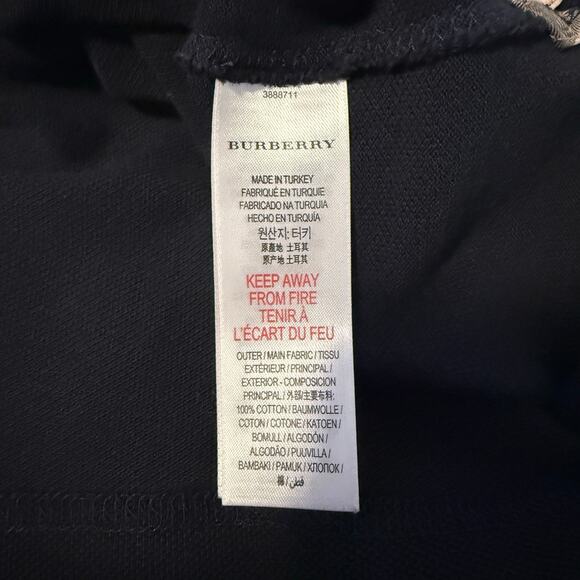 3888711
BURBERRY
MADE IN TURKEY
FABRIQUÉ EN TURQUIE
FABRICADO NA TURQUIA
HECHO EN TURQUÍA
원산지: 터키
原產地 土耳其
原产地 土耳其
KEEP AWAY
FROM FIRE
TENIR À
L'ÉCART DU FEU
OUTER / MAIN FABRIC / TISSU
EXTÉRIEUR / PRINCIPAL /
EXTERIOR - COMPOSICION
PRINCIPAL / 外部/主要布料:
100% COTTON / BAUMWOLLE /
COTON / COTONE / KATOEN /
BOMULL / ALGODÓN /
ALGODÃO / PUUVILLA /
BAMBAKI / PAMUK / ХЛОПОК /
棉 / قطن